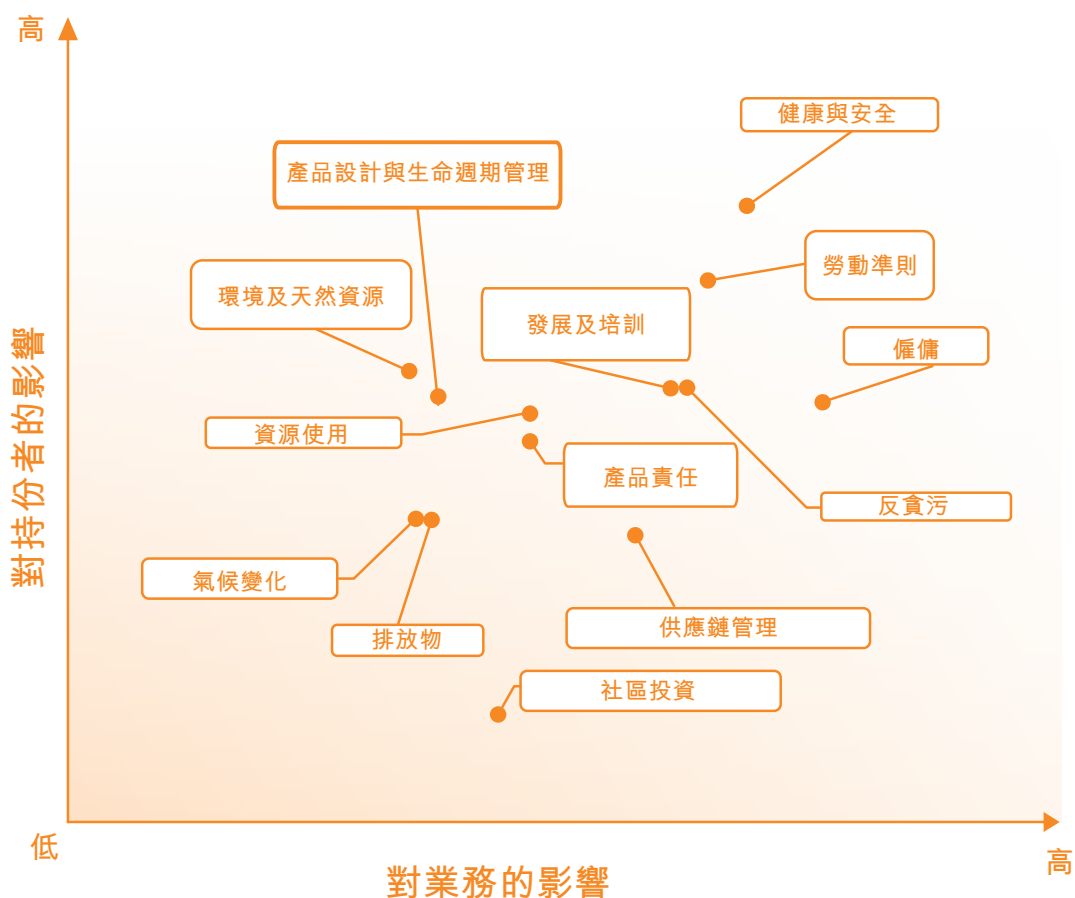 高
健康與安全
產品設計與生命週期管理
勞動準則
環境及天然資源
發展及培訓
僱傭
對持份者的影響
資源使用
產品責任
反貪污
氣候變化
供應鏈管理
排放物
社區投資
低
高
對業務的影響